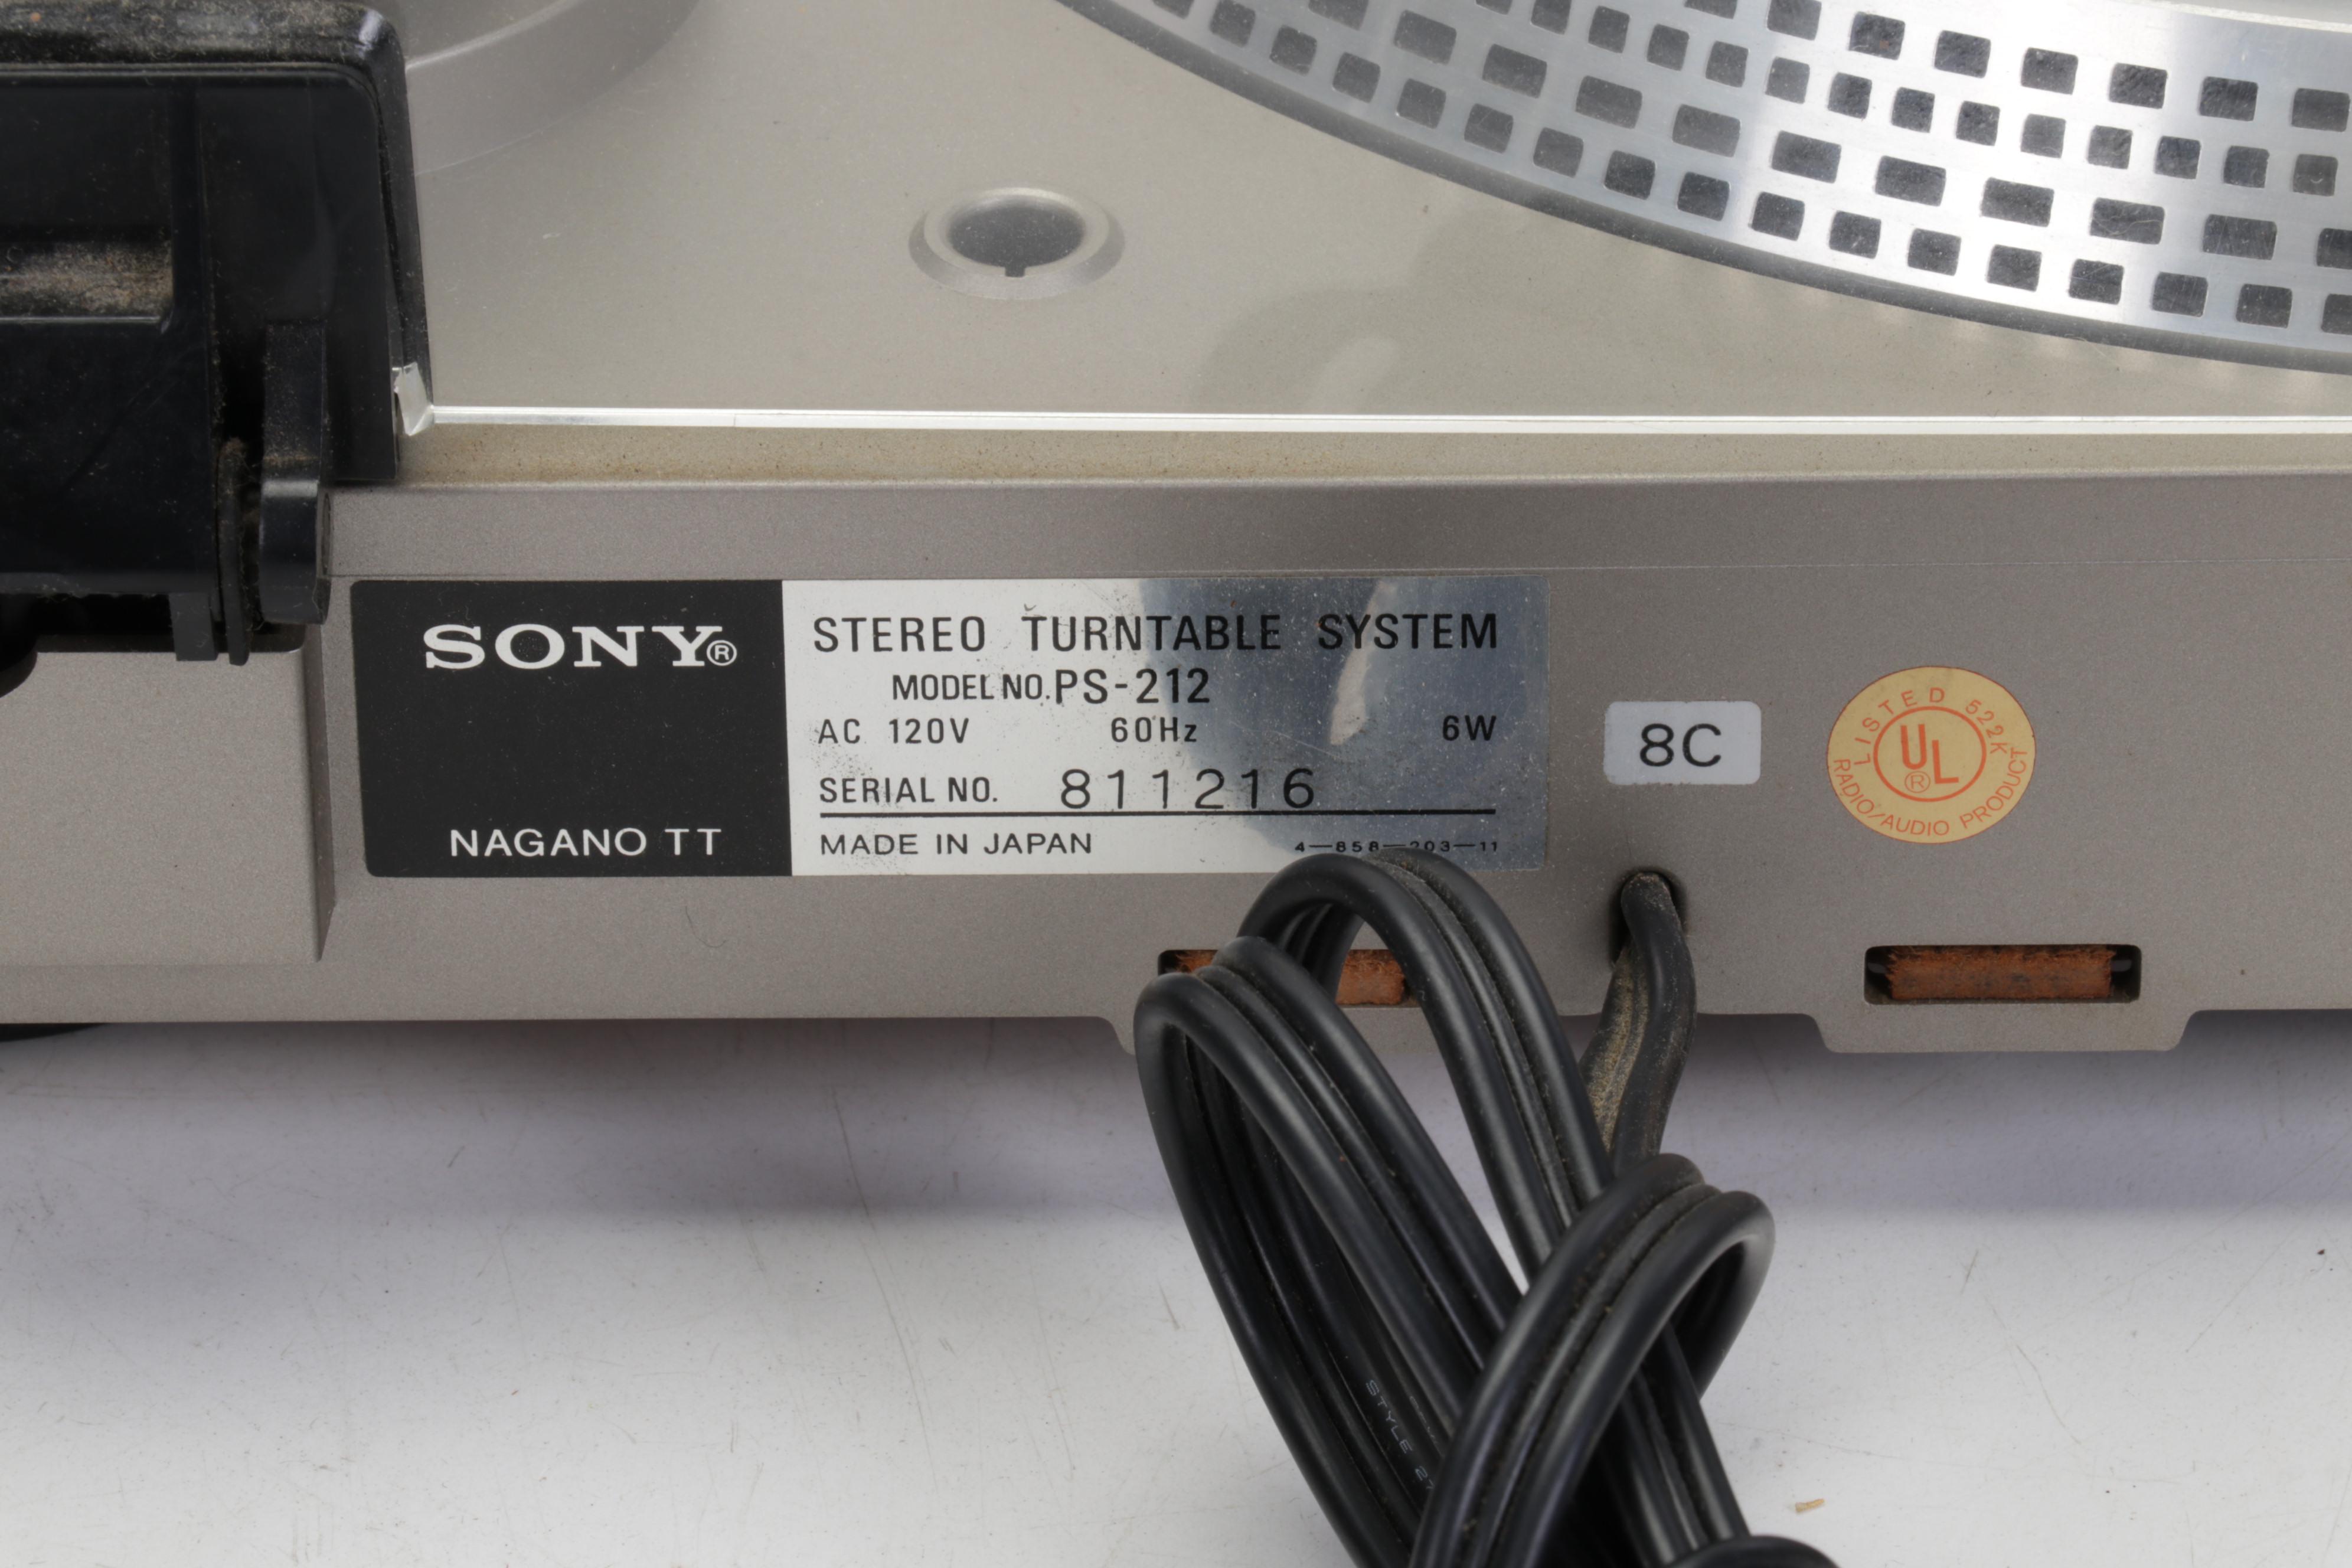 SONY®
NAGANO TT
STEREO TURNTABLE SYSTEM
MODEL NO. PS-212
AC 120V 60Hz 6W
SERIAL NO. 811216
MADE IN JAPAN 4-858-203-11
8C
LISTED 522K
UL®
RADIO/AUDIO PRODUCT
STYLE